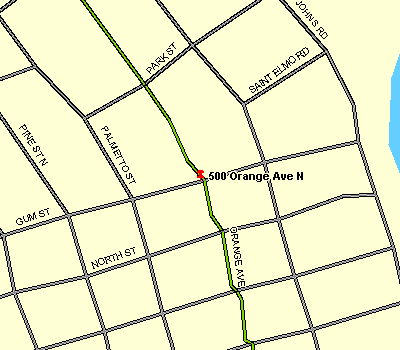 JOHNS RD
PARK ST
SAINT ELMO RD
PINE ST N
PALMETTO ST
500 Orange Ave N
GUM ST
NORTH ST
ORANGE AVE